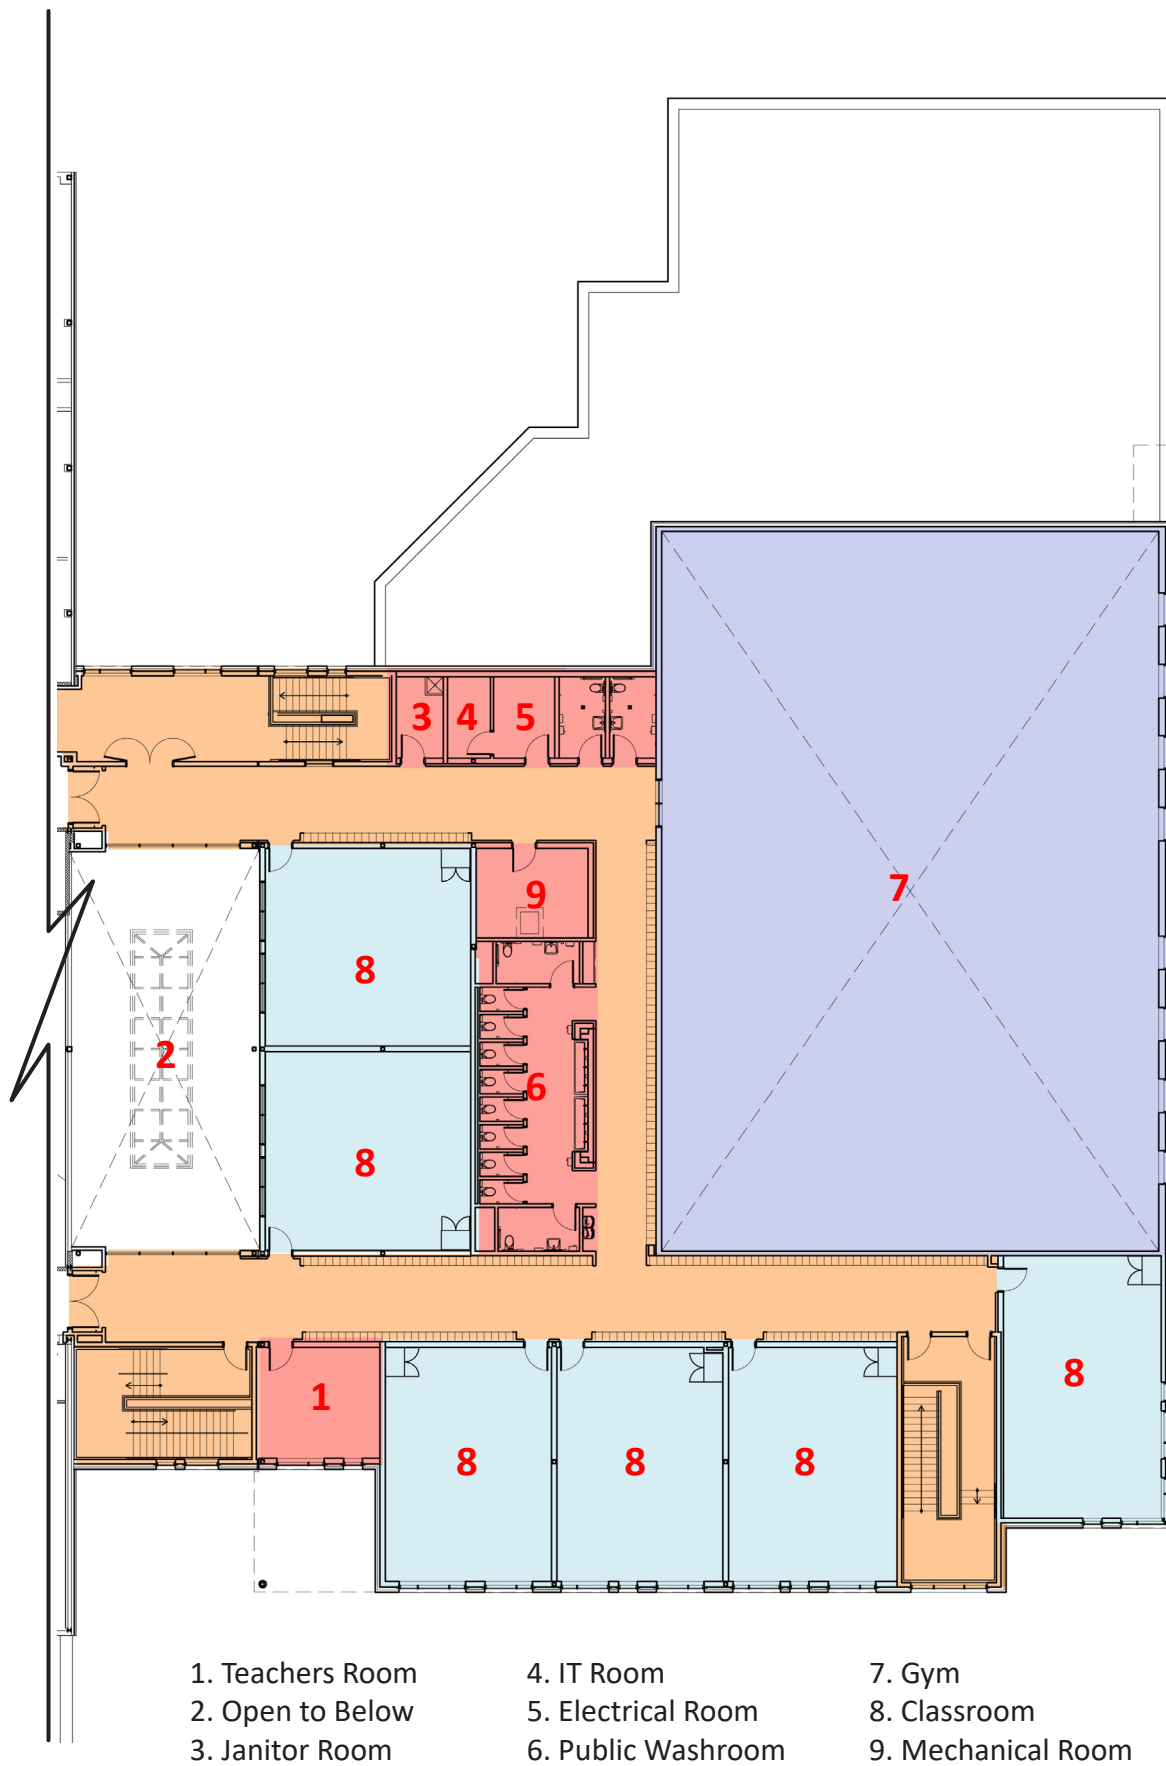 3 4 5
7
9
8
2
6
8
8
1
8 8 8
1. Teachers Room
2. Open to Below
3. Janitor Room
4. IT Room
5. Electrical Room
6. Public Washroom
7. Gym
8. Classroom
9. Mechanical Room